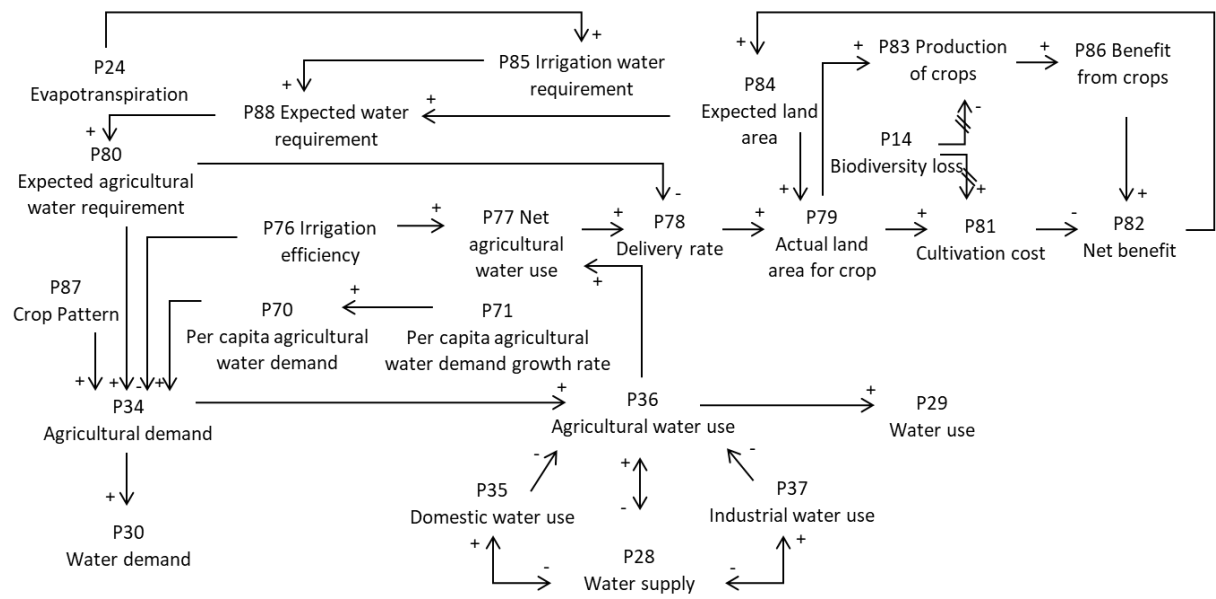 P24
Evapotranspiration
+
P85 Irrigation water
requirement
+
P88 Expected water
requirement
+
+
P80
Expected agricultural
water requirement
+
P84
Expected land
area
+
P83 Production
of crops
+
P86 Benefit
from crops
-
P14
Biodiversity loss
+
-
P76 Irrigation
efficiency
+
P77 Net
agricultural
water use
+
P78
Delivery rate
+
+
P79
Actual land
area for crop
+
P81
Cultivation cost
-
+
P82
Net benefit
P87
Crop Pattern
P70
Per capita agricultural
water demand
+
P71
Per capita agricultural
water demand growth rate
+
+
+
-
+
P34
Agricultural demand
+
P36
Agricultural water use
+
P29
Water use
+
P30
Water demand
-
P35
Domestic water use
+
-
-
P37
Industrial water use
+
-
P28
Water supply
-
+